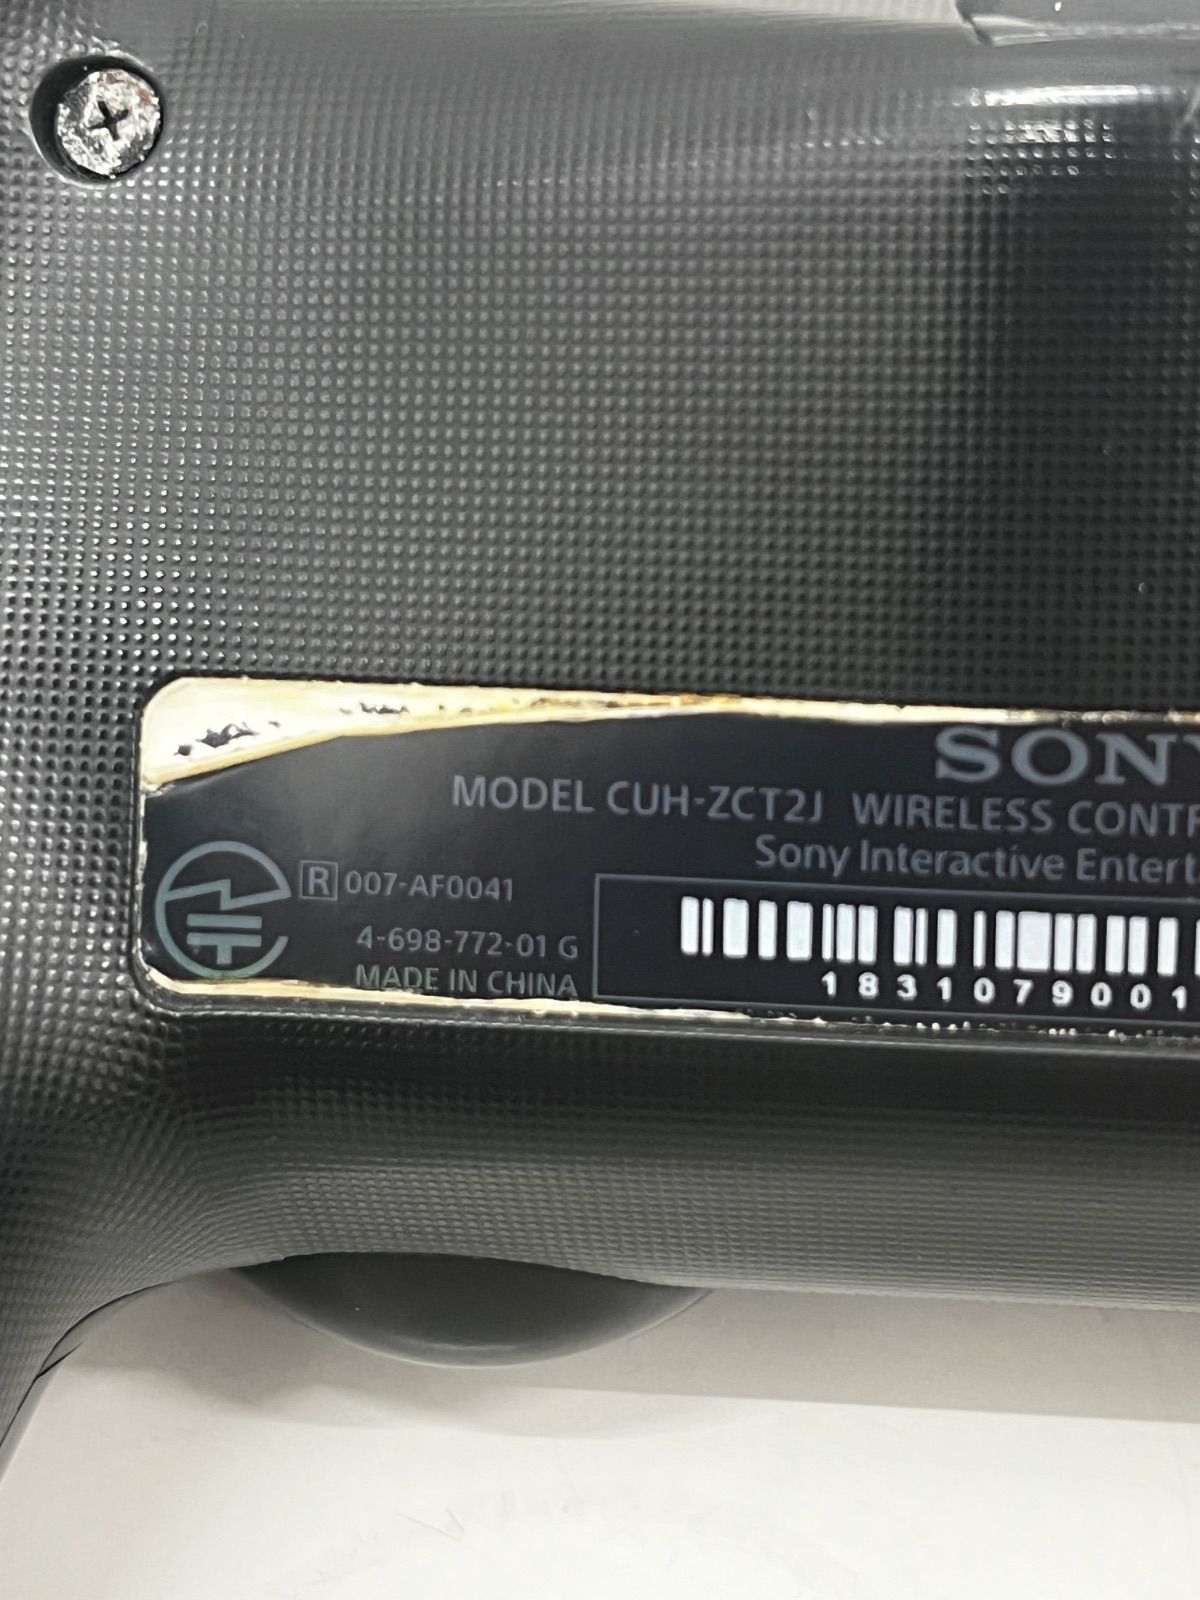 SONY
MODEL CUH-ZCT2J WIRELESS CONTR
Sony Interactive Entert
R 007-AF0041
4-698-772-01 G
MADE IN CHINA
1831079001